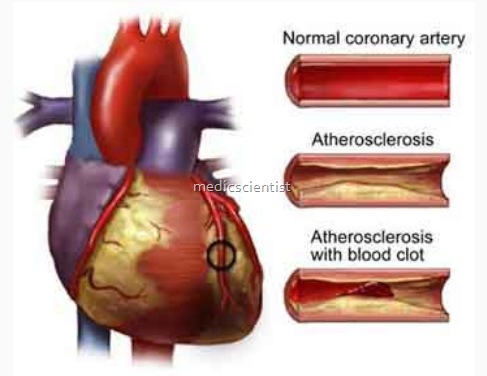 Normal coronary artery
Atherosclerosis
medicscientist
Atherosclerosis
with blood clot